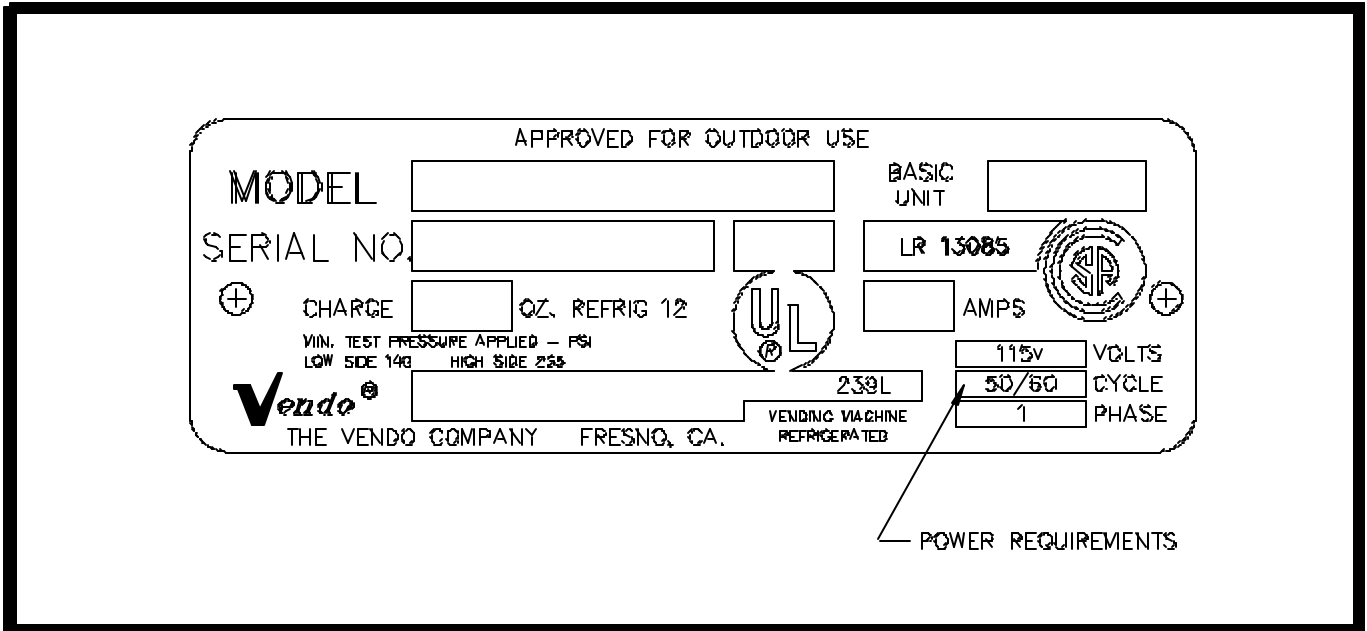 APPROVED FOR OUTDOOR USE
MODEL
BASIC UNIT
SERIAL NO.
LR 13085
CHARGE OZ. REFRIG 12
UL ®
AMPS
MIN. TEST PRESSURE APPLIED – PSI
LOW SIDE 140 HIGH SIDE 235
115v VOLTS
50/60 CYCLE
1 PHASE
Vendo®
239L
VENDING MACHINE
REFRIGERATED
THE VENDO COMPANY FRESNO, CA.
POWER REQUIREMENTS